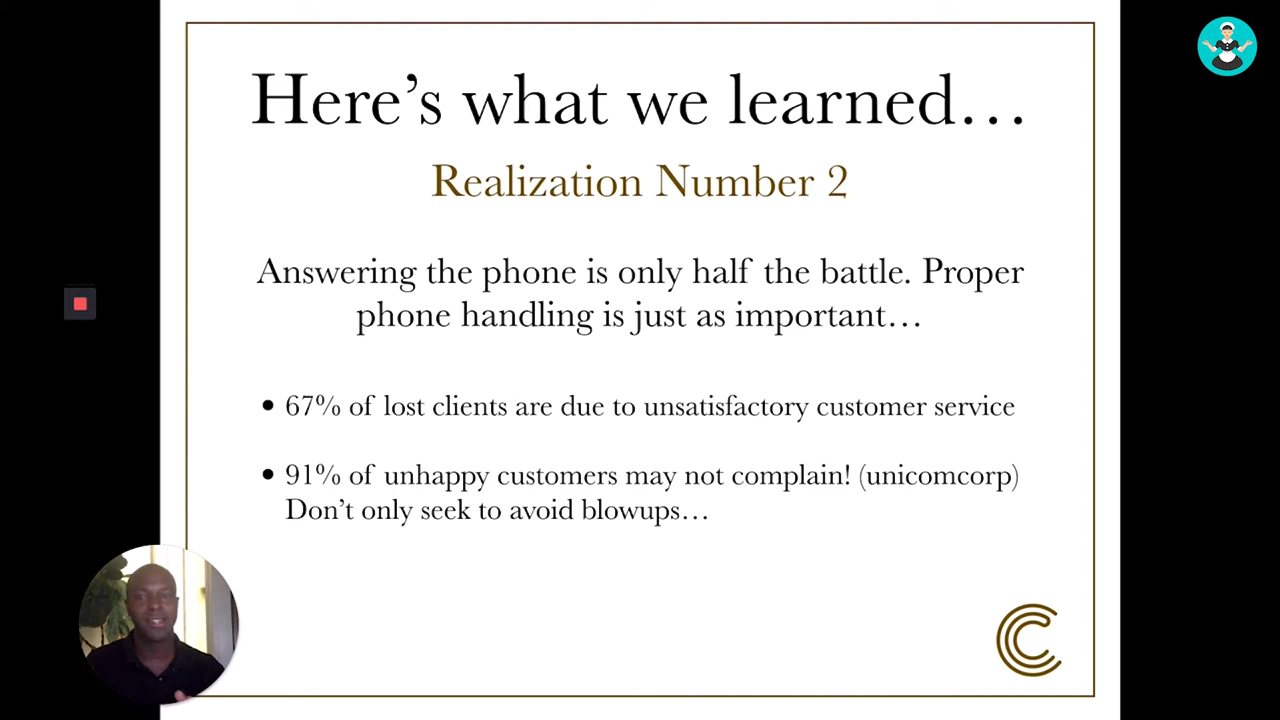 Here’s what we learned…
Realization Number 2
Answering the phone is only half the battle. Proper
phone handling is just as important…
• 67% of lost clients are due to unsatisfactory customer service
• 91% of unhappy customers may not complain! (unicomcorp)
Don’t only seek to avoid blowups…